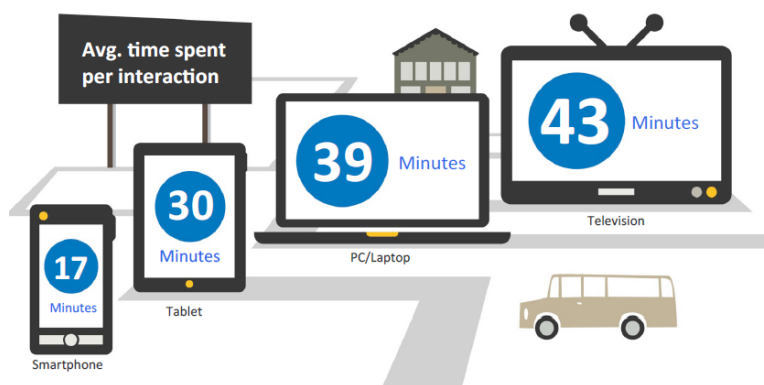 Avg. time spent
per interaction
43
Minutes
Television
39
Minutes
PC/Laptop
30
Minutes
Tablet
17
Minutes
Smartphone